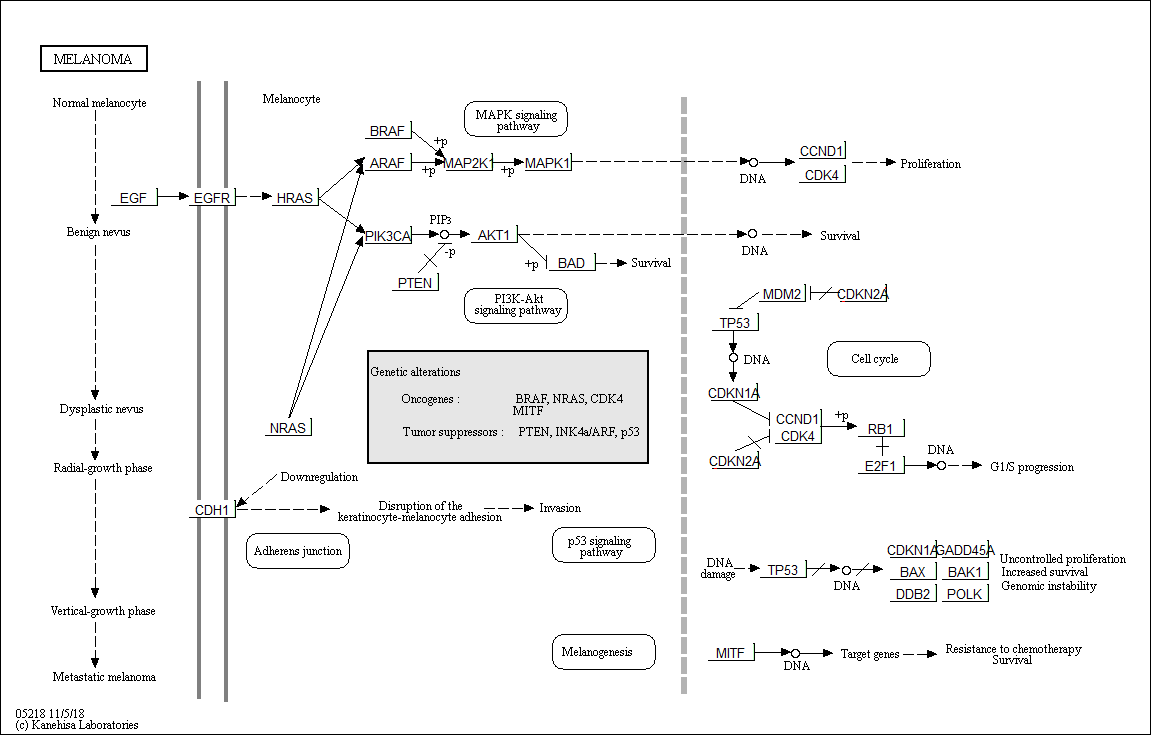 MELANOMA
Normal melanocyte
Benign nevus
Dysplastic nevus
Radial-growth phase
Vertical-growth phase
Metastatic melanoma
Melanocyte
EGF
EGFR
HRAS
NRAS
BRAF
+p
ARAF
+p
MAP2K1
+p
MAPK1
MAPK signaling
pathway
DNA
CCND1
CDK4
Proliferation
PIK3CA
PIP3
-p
PTEN
AKT1
+p
BAD
Survival
DNA
Survival
PI3K-Akt
signaling pathway
MDM2
CDKN2A
TP53
DNA
Cell cycle
CDKN1A
CCND1
CDK4
+p
RB1
CDKN2A
E2F1
DNA
G1/S progression
Genetic alterations
Oncogenes :
BRAF, NRAS, CDK4
MITF
Tumor suppressors :
PTEN, INK4a/ARF, p53
Downregulation
CDH1
Disruption of the
keratinocyte-melanocyte adhesion
Invasion
Adherens junction
p53 signaling
pathway
DNA
damage
TP53
DNA
CDKN1A
GADD45A
BAX
BAK1
DDB2
POLK
Uncontrolled proliferation
Increased survival
Genomic instability
Melanogenesis
MITF
DNA
Target genes
Resistance to chemotherapy
Survival
05218 11/5/18
(c) Kanehisa Laboratories